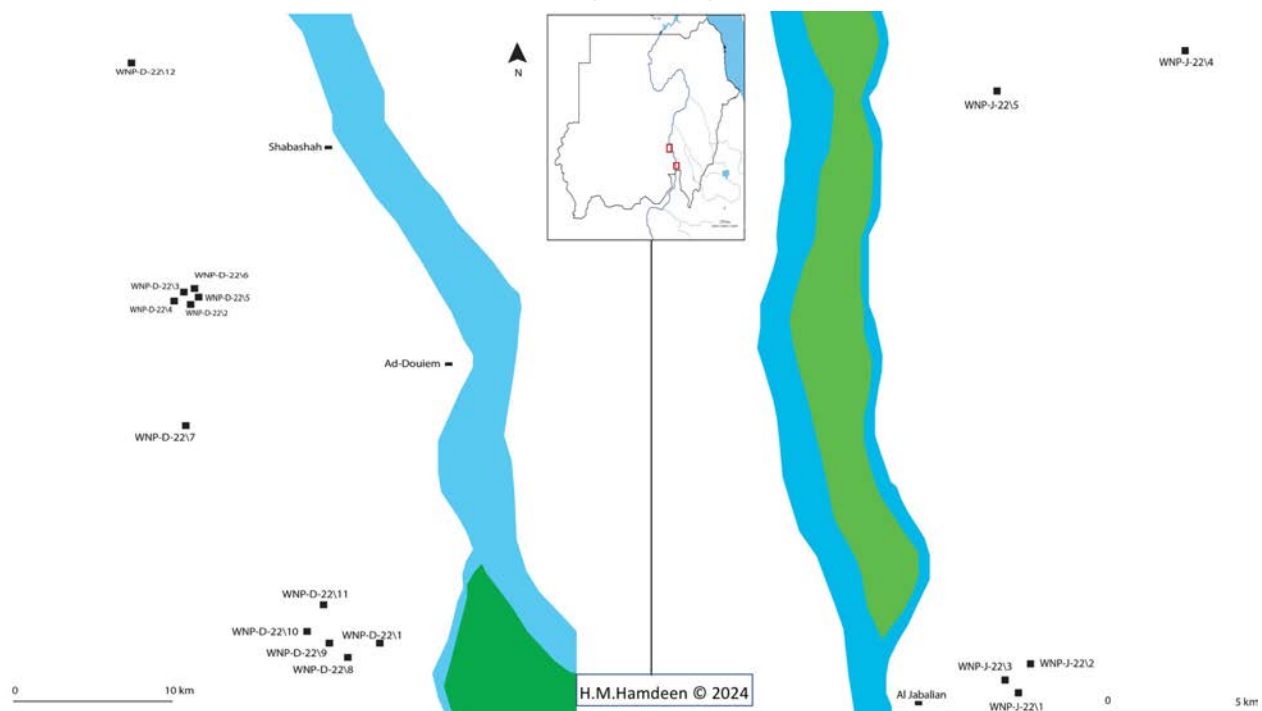 WNP-D-22\12
N
WNP-J-22\4
WNP-J-22\5
Shabashah
WNP-D-22\6
WNP-D-22\3
WNP-D-22\5
WNP-D-22\4
WNP-D-22\2
Ad-Douiem
WNP-D-22\7
WNP-D-22\11
WNP-D-22\10
WNP-D-22\1
WNP-D-22\9
WNP-D-22\8
0
10 km
H.M.Hamdeen © 2024
WNP-J-22\3
WNP-J-22\2
WNP-J-22\1
Al Jabalian
0
5 km